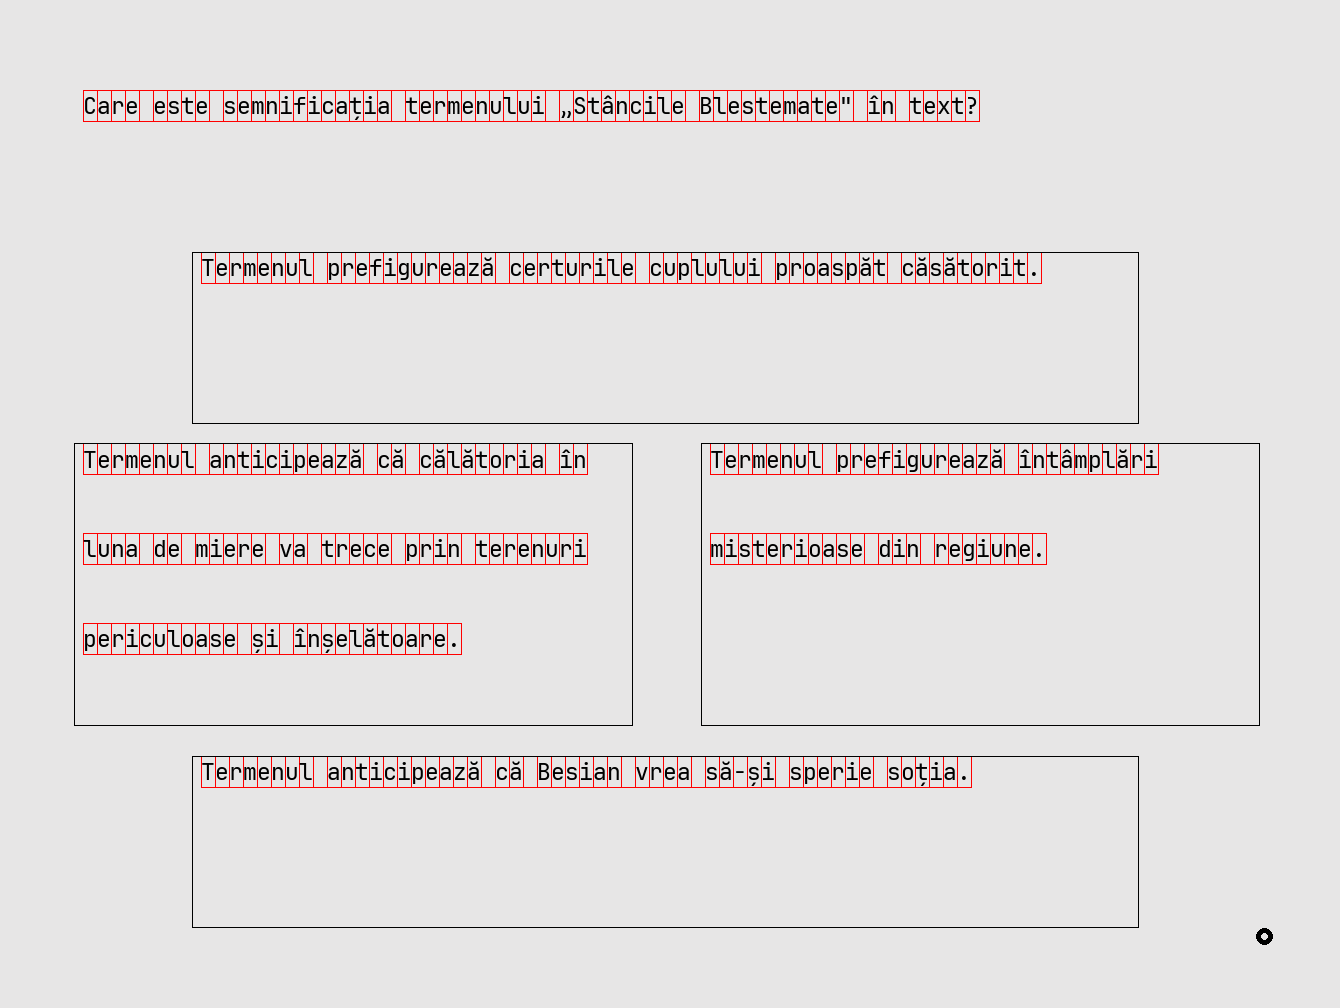 Care este semnificația termenului „Stâncile Blestemate" în text?
Termenul prefigurează certurile cuplului proaspăt căsătorit.
Termenul anticipează că călătoria în
luna de miere va trece prin terenuri
periculoase și înșelătoare.
Termenul prefigurează întâmplări
misterioase din regiune.
Termenul anticipează că Besian vrea să-și sperie soția.